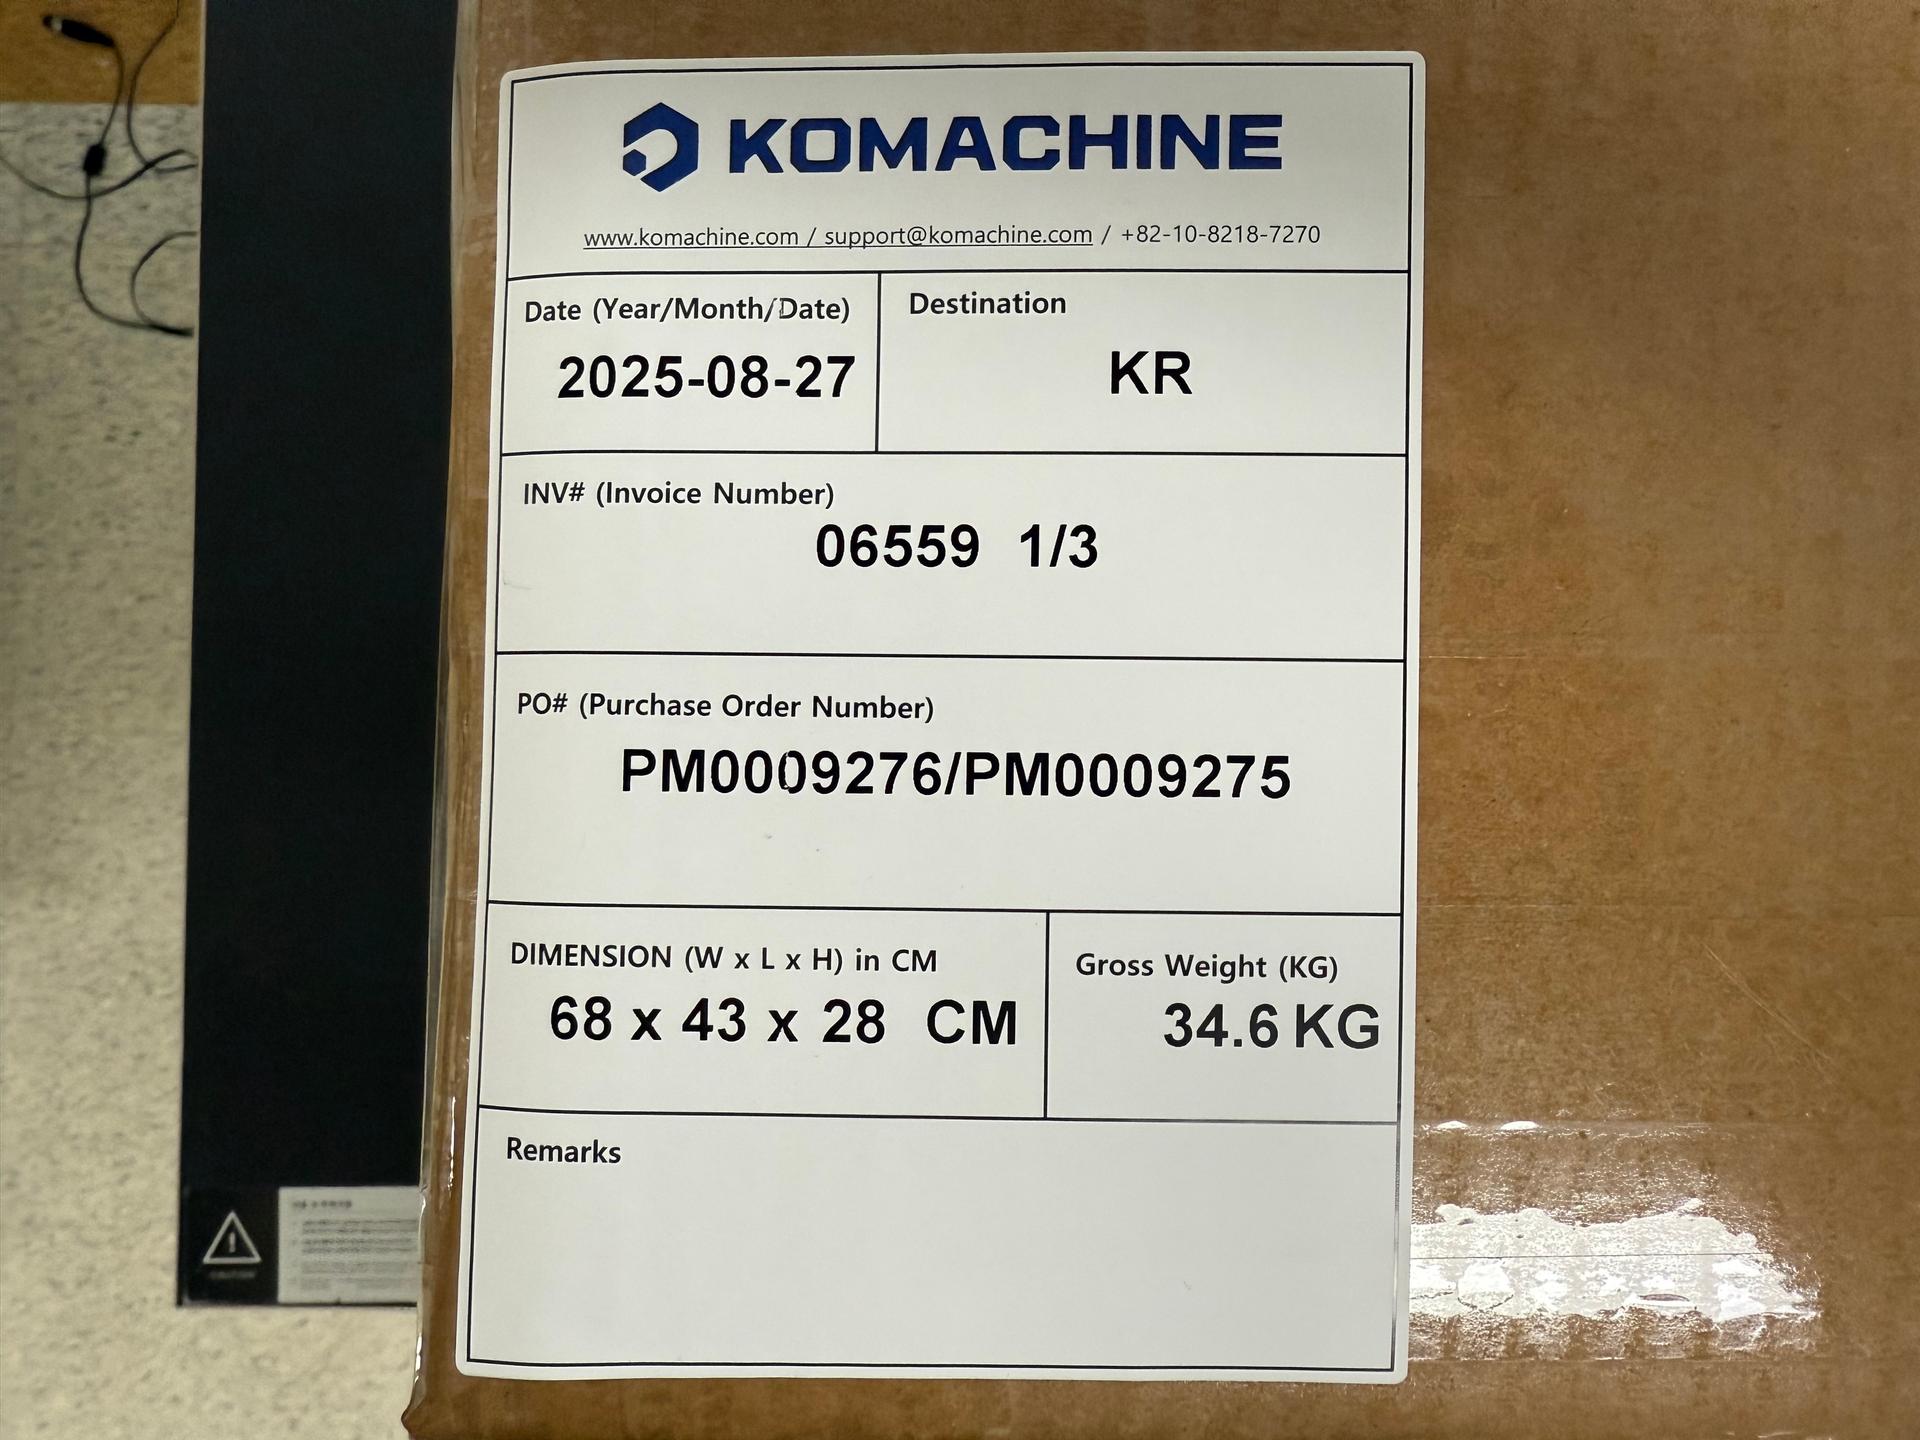 KOMACHINE
www.komachine.com / support@komachine.com / +82-10-8218-7270
Date (Year/Month/Date)
2025-08-27
Destination
KR
INV# (Invoice Number)
06559 1/3
PO# (Purchase Order Number)
PM0009276/PM0009275
DIMENSION (W x L x H) in CM
68 x 43 x 28 CM
Gross Weight (KG)
34.6 KG
Remarks